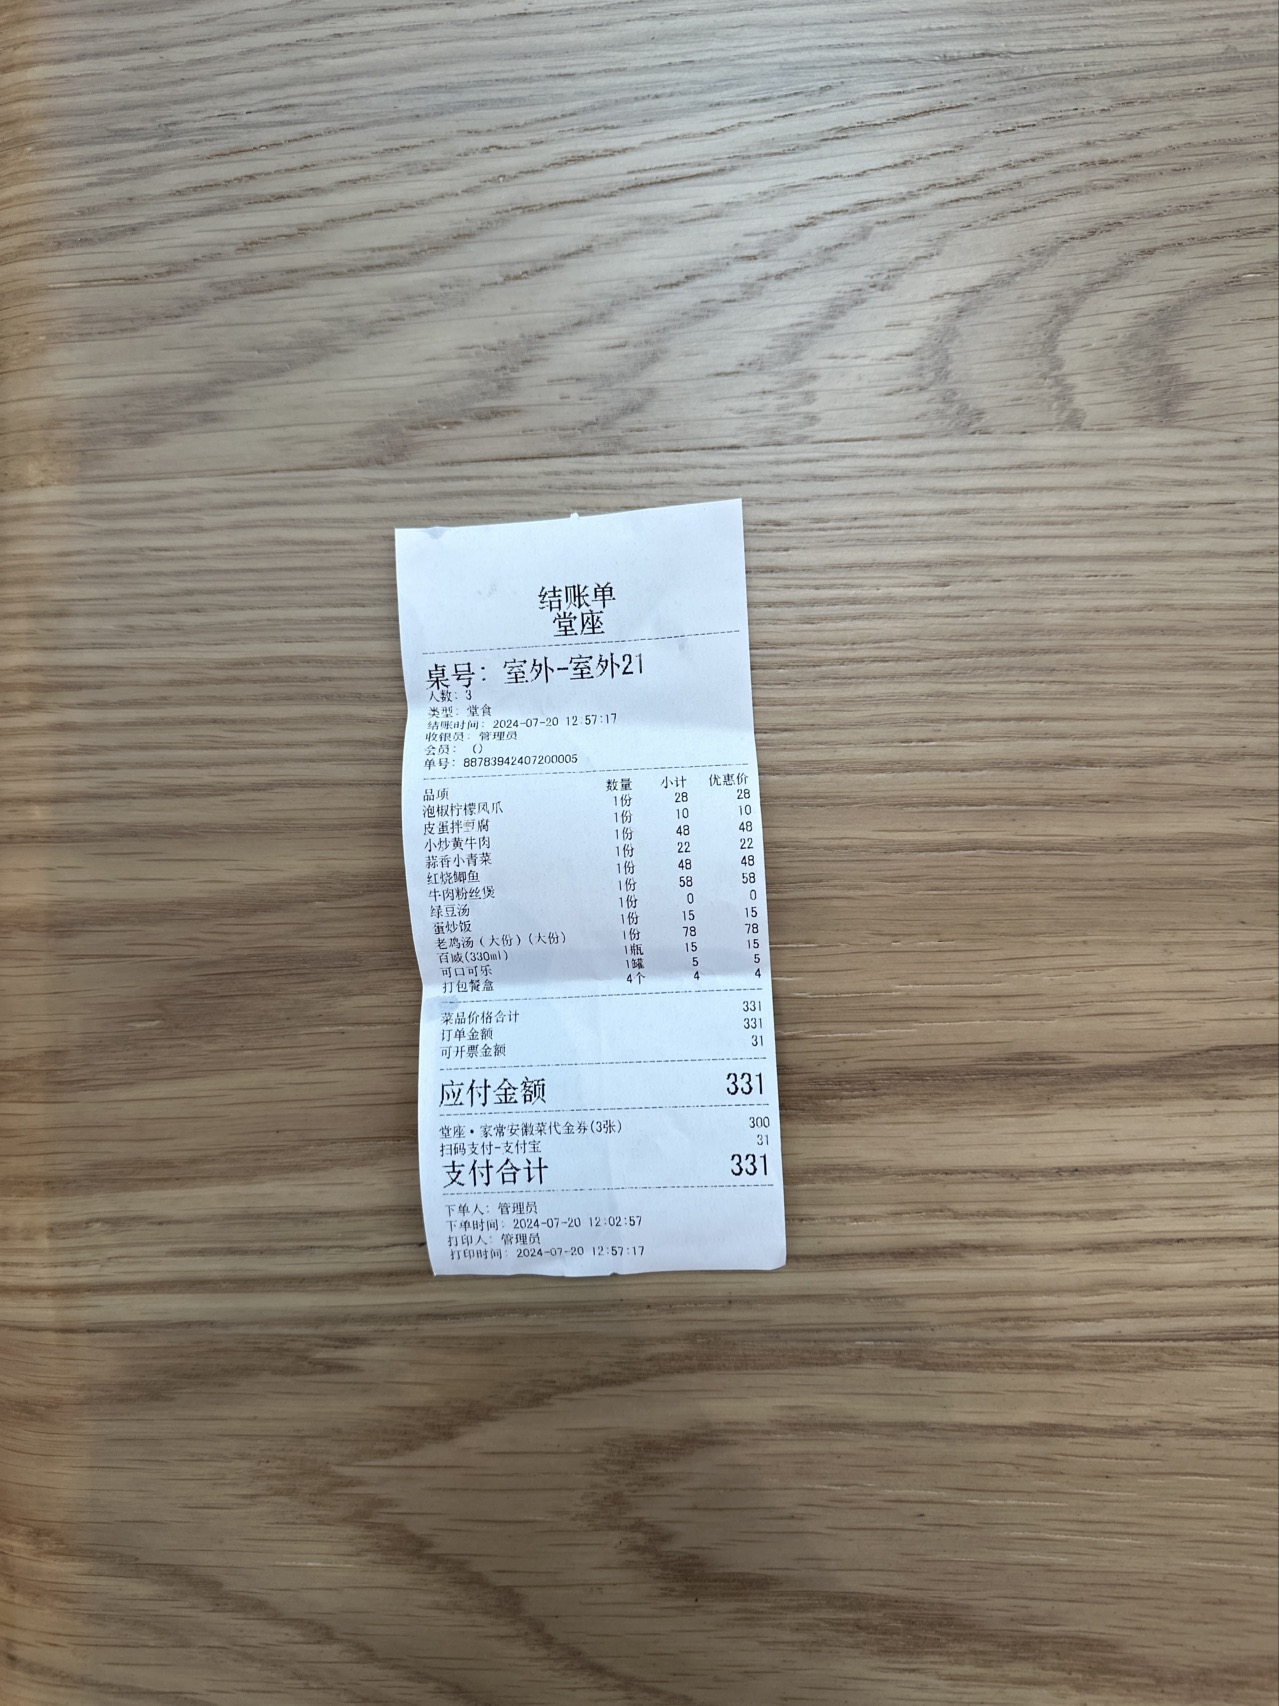 结账单
堂座
桌号: 室外-室外21
人数: 3
类型: 堂食
结账时间: 2024-07-20 12:57:17
收银员: 管理员
会员: ()
单号: 88783942407200005
品项 数量 小计 优惠价
泡椒柠檬凤爪 1份 28 28
皮蛋拌豆腐 1份 10 10
小炒黄牛肉 1份 48 48
蒜香小青菜 1份 22 22
红烧鲫鱼 1份 48 48
牛肉粉丝煲 1份 58 58
绿豆汤 1份 0 0
蛋炒饭 1份 15 15
老鸡汤(大份)(大份) 1份 78 78
百威(330ml) 1瓶 15 15
可口可乐 1罐 5 5
打包餐盒 4个 4 4
菜品价格合计 331
订单金额 331
可开票金额 31
应付金额 331
堂座·家常安徽菜代金券(3张) 300
扫码支付-支付宝 31
支付合计 331
下单人: 管理员
下单时间: 2024-07-20 12:02:57
打印人: 管理员
打印时间: 2024-07-20 12:57:17